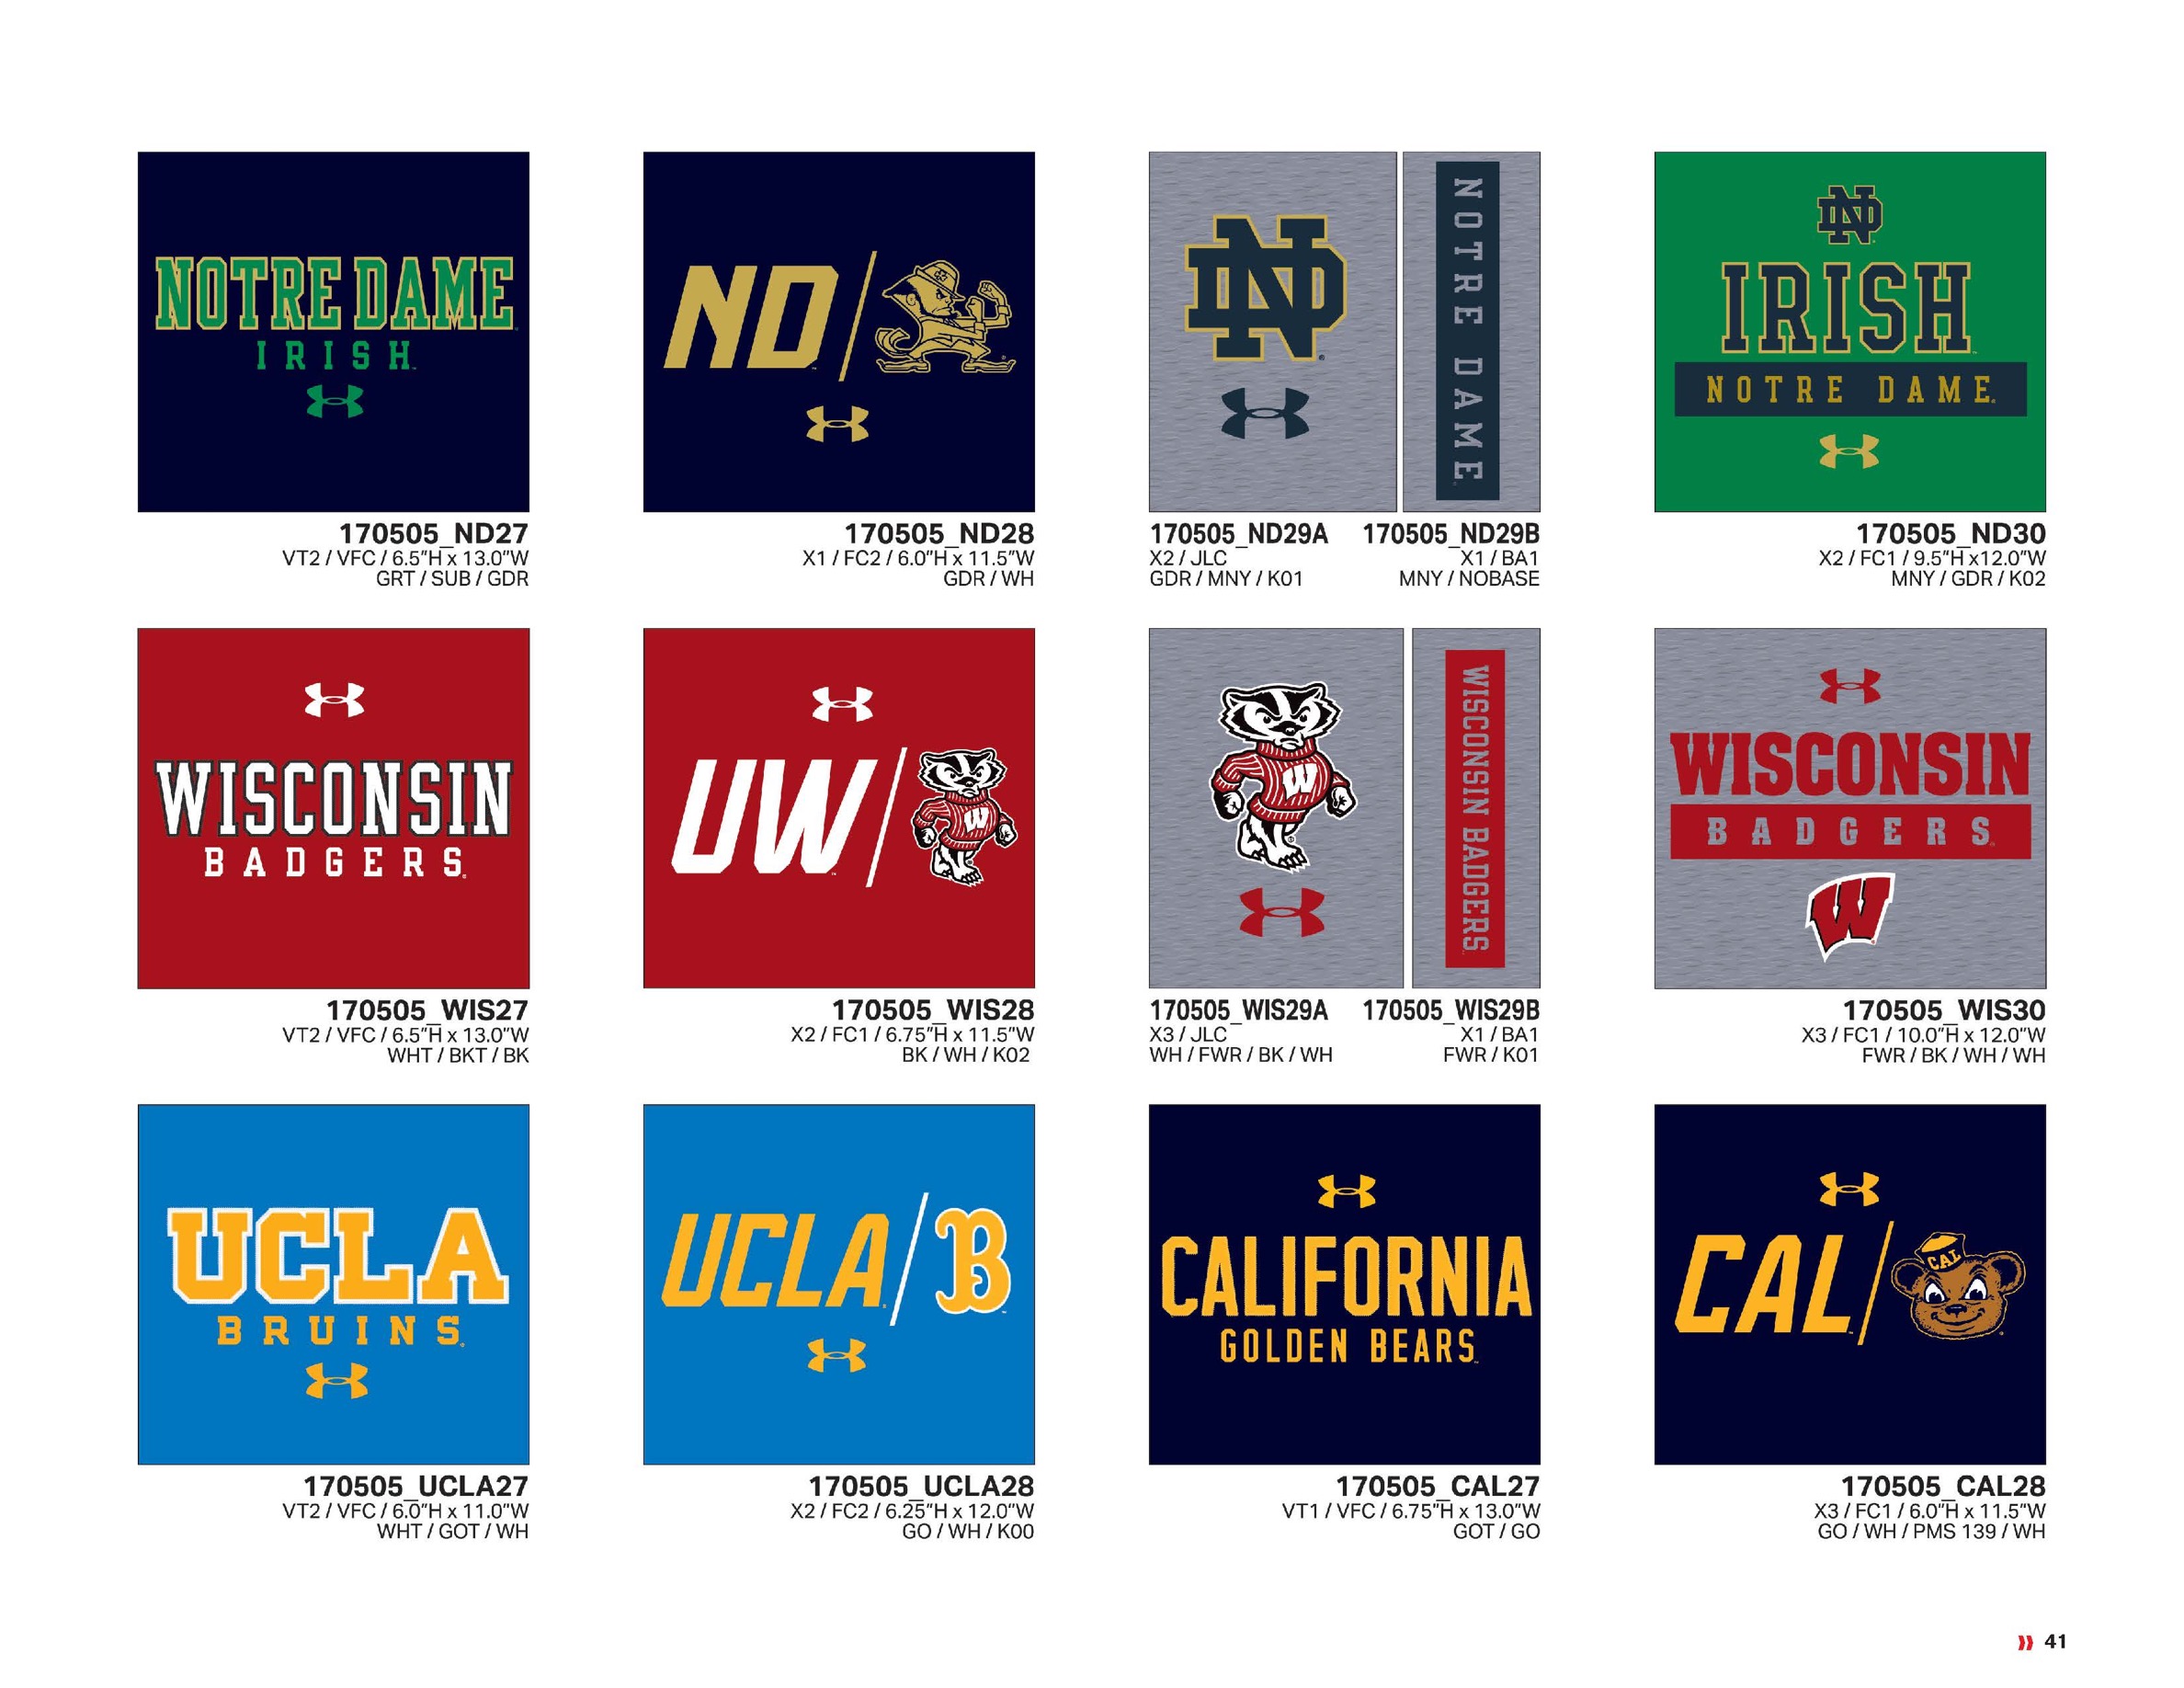 NOTRE DAME
IRISH
170505_ND27
VT2 / VFC / 6.5"H x 13.0"W
GRT / SUB / GDR
ND/
170505_ND28
X1 / FC2 / 6.0"H x 11.5"W
GDR / WH
ND
170505_ND29A
X2 / JLC
GDR / MNY / K01
NOTRE DAME
170505_ND29B
X1 / BA1
MNY / NOBASE
ND
IRISH
NOTRE DAME
170505_ND30
X2 / FC1 / 9.5"H x12.0"W
MNY / GDR / K02
WISCONSIN
BADGERS
170505_WIS27
VT2 / VFC / 6.5"H x 13.0"W
WHT / BKT / BK
UW/
W
170505_WIS28
X2 / FC1 / 6.75"H x 11.5"W
BK / WH / K02
W
170505_WIS29A
X3 / JLC
WH / FWR / BK / WH
WISCONSIN BADGERS
170505_WIS29B
X1 / BA1
FWR / K01
WISCONSIN
BADGERS
W
170505_WIS30
X3 / FC1 / 10.0"H x 12.0"W
FWR / BK / WH / WH
UCLA
BRUINS
170505_UCLA27
VT2 / VFC / 6.0"H x 11.0"W
WHT / GOT / WH
UCLA/B
170505_UCLA28
X2 / FC2 / 6.25"H x 12.0"W
GO / WH / K00
CALIFORNIA
GOLDEN BEARS
170505_CAL27
VT1 / VFC / 6.75"H x 13.0"W
GOT / GO
CAL/
CAL
170505_CAL28
X3 / FC1 / 6.0"H x 11.5"W
GO / WH / PMS 139 / WH
41